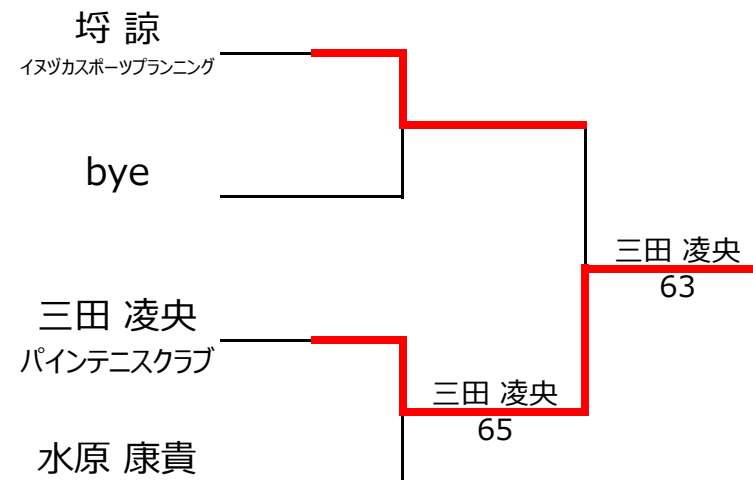 埒 諒
イヌヅカスポーツプランニング
bye
三田 凌央
63
三田 凌央
パインテニスクラブ
三田 凌央
65
水原 康貴